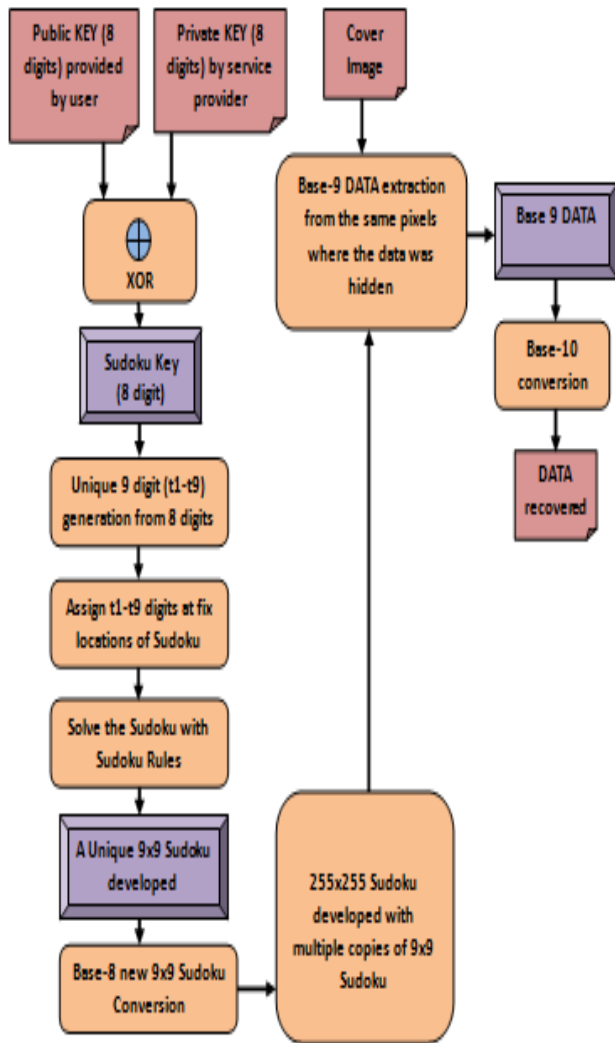 Public KEY (8
digits) provided
by user
Private KEY (8
digits) by service
provider
XOR
Sudoku Key
(8 digit)
Unique 9 digit (t1-t9)
generation from 8 digits
Assign t1-t9 digits at fix
locations of Sudoku
Solve the Sudoku with
Sudoku Rules
A Unique 9x9 Sudoku
developed
Base-8 new 9x9 Sudoku
Conversion
255x255 Sudoku
developed with
multiple copies of 9x9
Sudoku
Cover
Image
Base-9 DATA extraction
from the same pixels
where the data was
hidden
Base 9 DATA
Base-10
conversion
DATA
recovered